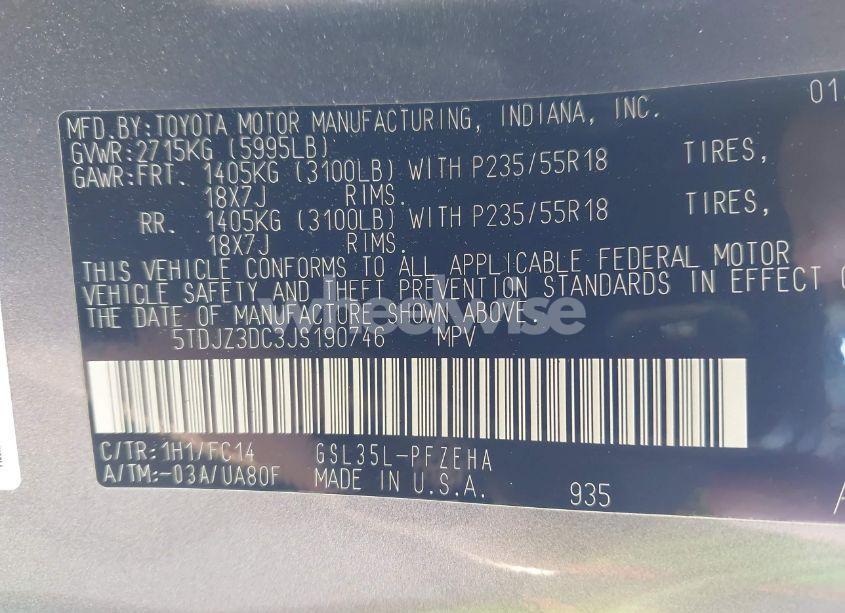 01
MFD.BY:TOYOTA MOTOR MANUFACTURING, INDIANA, INC.
GVWR:2715KG (5995LB)
GAWR:FRT. 1405KG (3100LB) WITH P235/55R18 TIRES,
18X7J RIMS.
RR. 1405KG (3100LB) WITH P235/55R18 TIRES,
18X7J RIMS.
THIS VEHICLE CONFORMS TO ALL APPLICABLE FEDERAL MOTOR
VEHICLE SAFETY AND THEFT PREVENTION STANDARDS IN EFFECT
THE DATE OF MANUFACTURE SHOWN ABOVE.
wheelwise
5TDJZ3DC3JS190746 MPV
C/TR:1H1/FC14 GSL35L-PFZEHA
A/TM:-03A/UA80F MADE IN U.S.A.
935